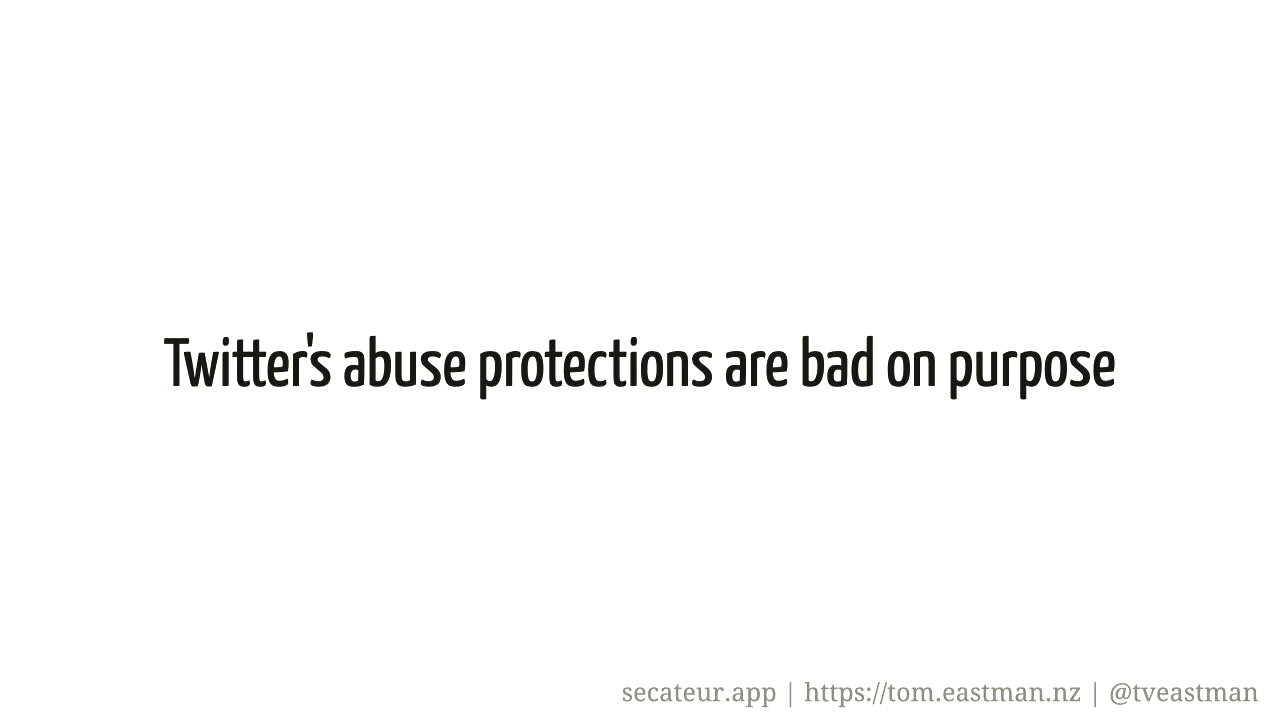 Twitter's abuse protections are bad on purpose
secateur.app | https://tom.eastman.nz | @tveastman